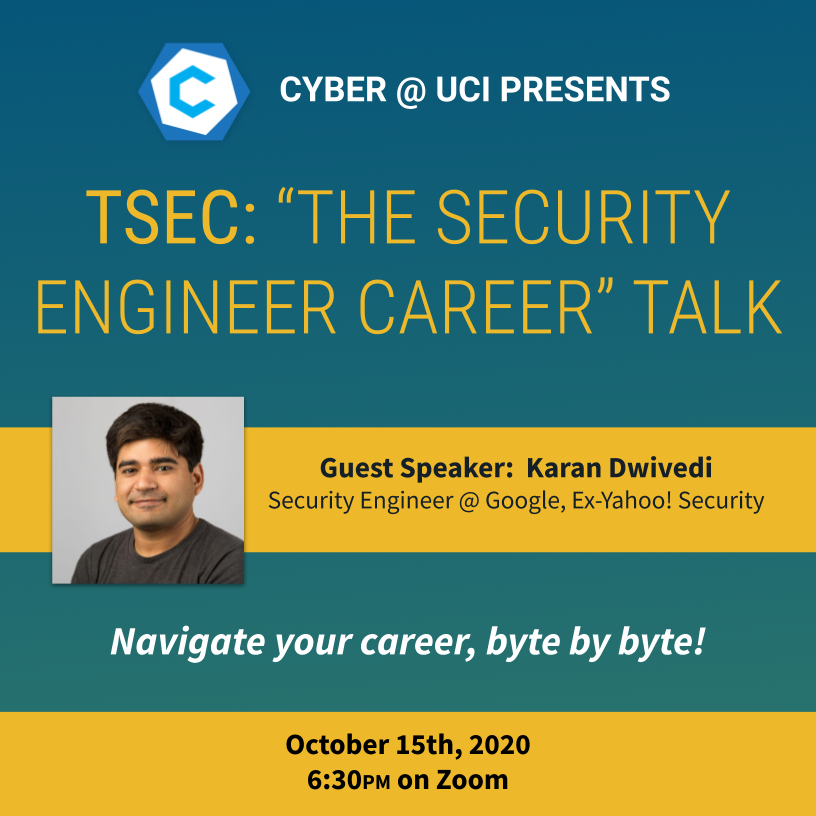 CYBER @ UCI PRESENTS
TSEC: “THE SECURITY
ENGINEER CAREER” TALK
Guest Speaker: Karan Dwivedi
Security Engineer @ Google, Ex-Yahoo! Security
Navigate your career, byte by byte!
October 15th, 2020
6:30PM on Zoom